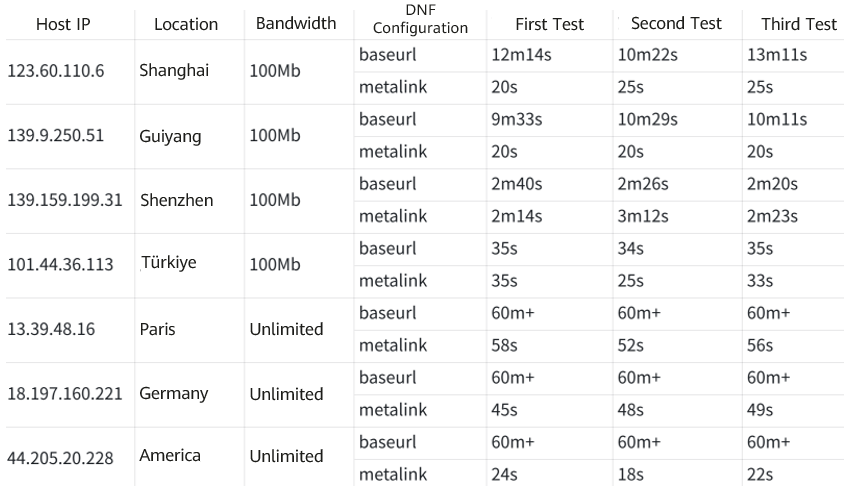 Host IP Location Bandwidth DNF Configuration First Test Second Test Third Test
123.60.110.6 Shanghai 100Mb baseurl 12m14s 10m22s 13m11s
metalink 20s 25s 25s
139.9.250.51 Guiyang 100Mb baseurl 9m33s 10m29s 10m11s
metalink 20s 20s 20s
139.159.199.31 Shenzhen 100Mb baseurl 2m40s 2m26s 2m20s
metalink 2m14s 3m12s 2m23s
101.44.36.113 Türkiye 100Mb baseurl 35s 34s 35s
metalink 35s 25s 33s
13.39.48.16 Paris Unlimited baseurl 60m+ 60m+ 60m+
metalink 58s 52s 56s
18.197.160.221 Germany Unlimited baseurl 60m+ 60m+ 60m+
metalink 45s 48s 49s
44.205.20.228 America Unlimited baseurl 60m+ 60m+ 60m+
metalink 24s 18s 22s